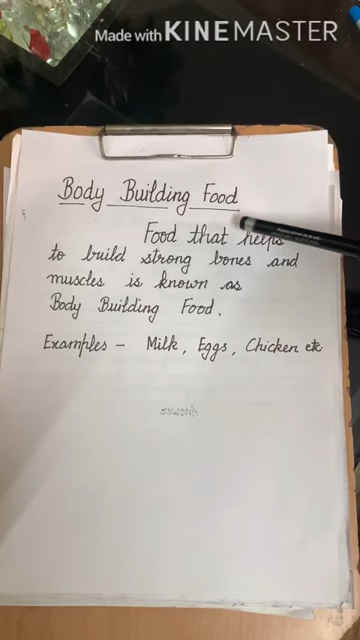 Made with KINEMASTER
Body Building Food
Food that helps
to build strong bones and
muscles is known as
Body Building Food.
Examples - Milk, Eggs, Chicken etc